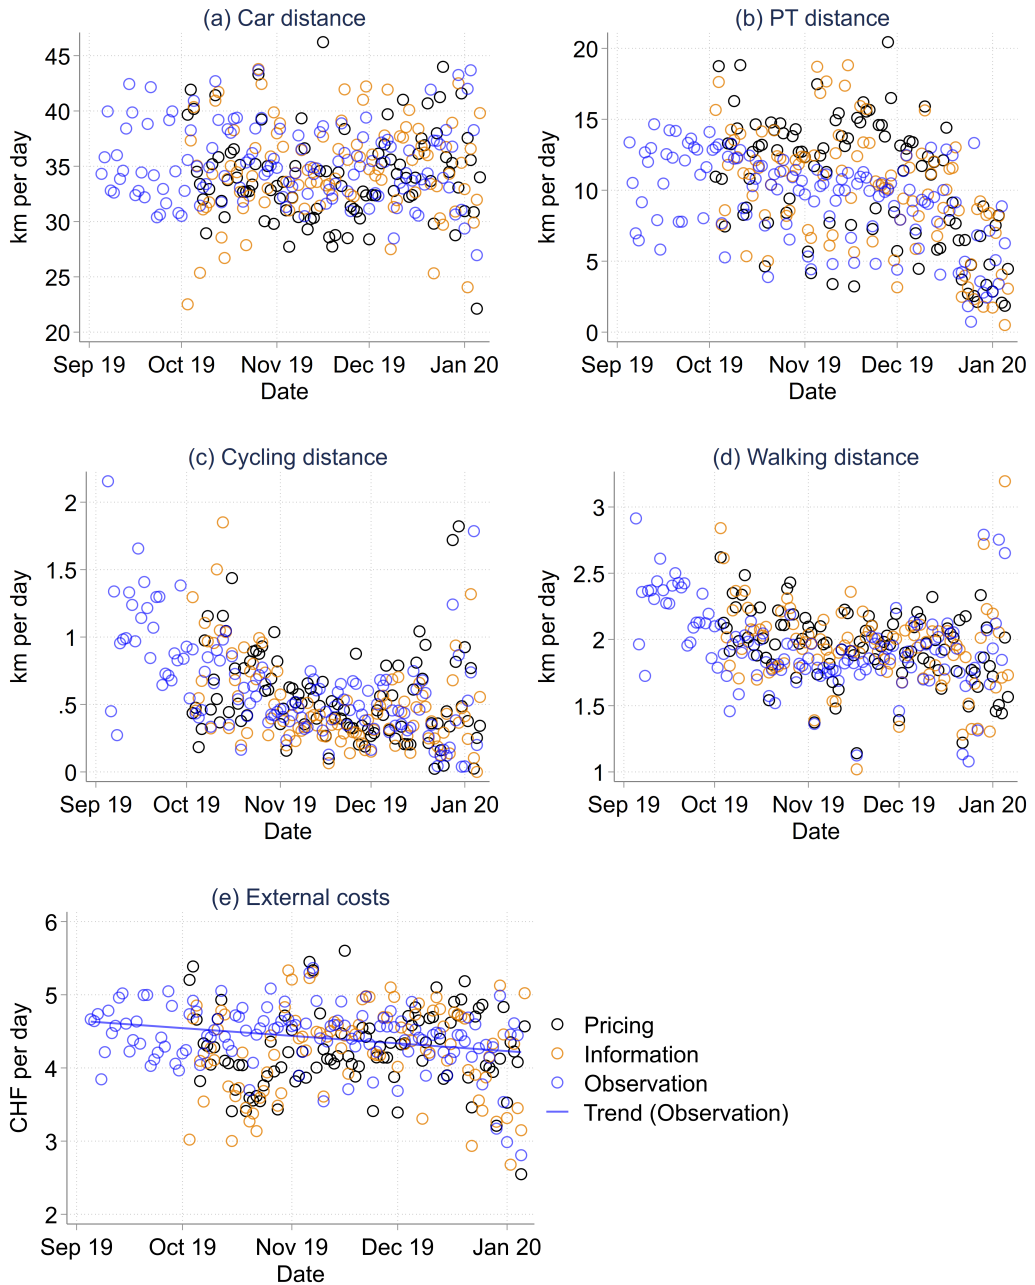 (a) Car distance
km per day
45
40
35
30
25
20
Sep 19 Oct 19 Nov 19 Dec 19 Jan 20
Date
(b) PT distance
km per day
20
15
10
5
0
Sep 19 Oct 19 Nov 19 Dec 19 Jan 20
Date
(c) Cycling distance
km per day
2
1.5
1
.5
0
Sep 19 Oct 19 Nov 19 Dec 19 Jan 20
Date
(d) Walking distance
km per day
3
2.5
2
1.5
1
Sep 19 Oct 19 Nov 19 Dec 19 Jan 20
Date
(e) External costs
CHF per day
6
5
4
3
2
Sep 19 Oct 19 Nov 19 Dec 19 Jan 20
Date
Pricing
Information
Observation
Trend (Observation)